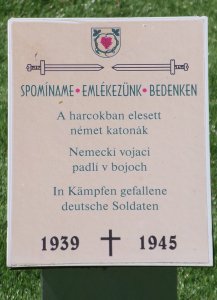 SPOMÍNAME • EMLÉKEZÜNK • BEDENKEN
A harcokban elesett
német katonák
Nemeckí vojaci
padlí v bojoch
In Kämpfen gefallene
deutsche Soldaten
1939 † 1945